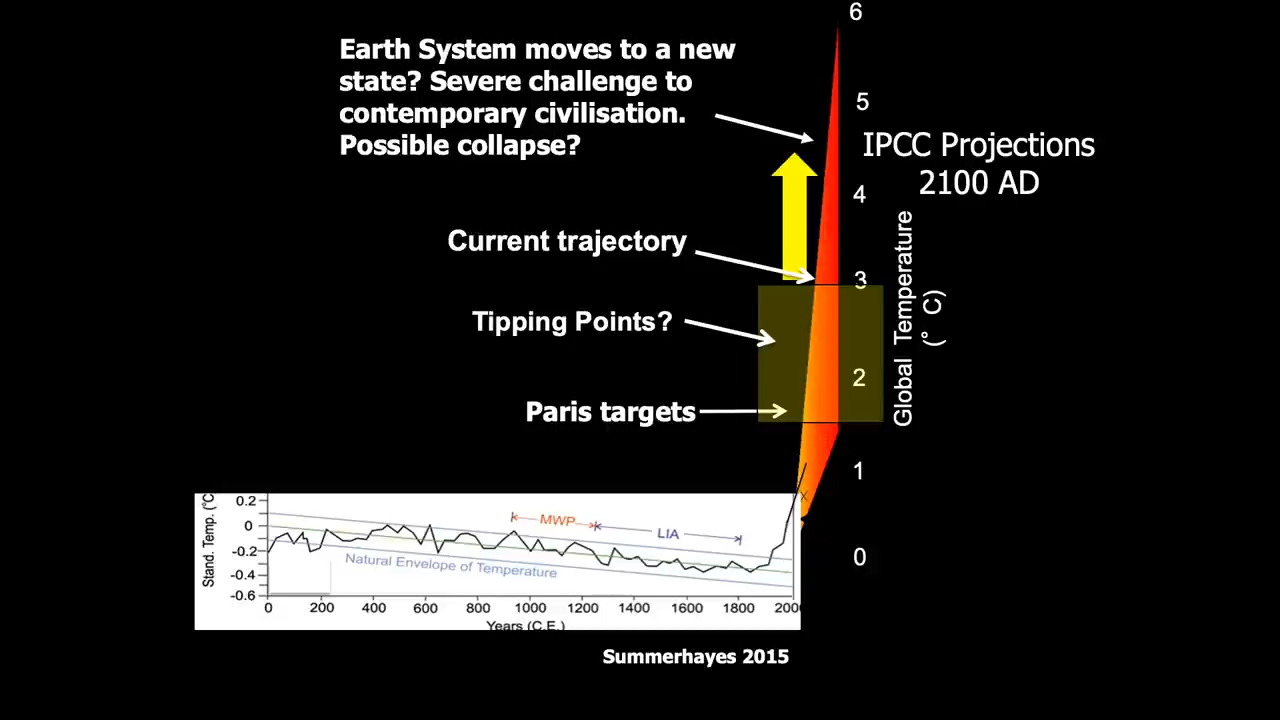 6
Earth System moves to a new
state? Severe challenge to
contemporary civilisation.
Possible collapse?
5
IPCC Projections
2100 AD
4
Current trajectory
3
Global Temperature
(° C)
Tipping Points?
2
Paris targets
1
0
Stand. Temp. (°C
0.2
0
-0.2
-0.4
-0.6
MWP
LIA
Natural Envelope of Temperature
0 200 400 600 800 1000 1200 1400 1600 1800 2000
Years (C.E.)
Summerhayes 2015